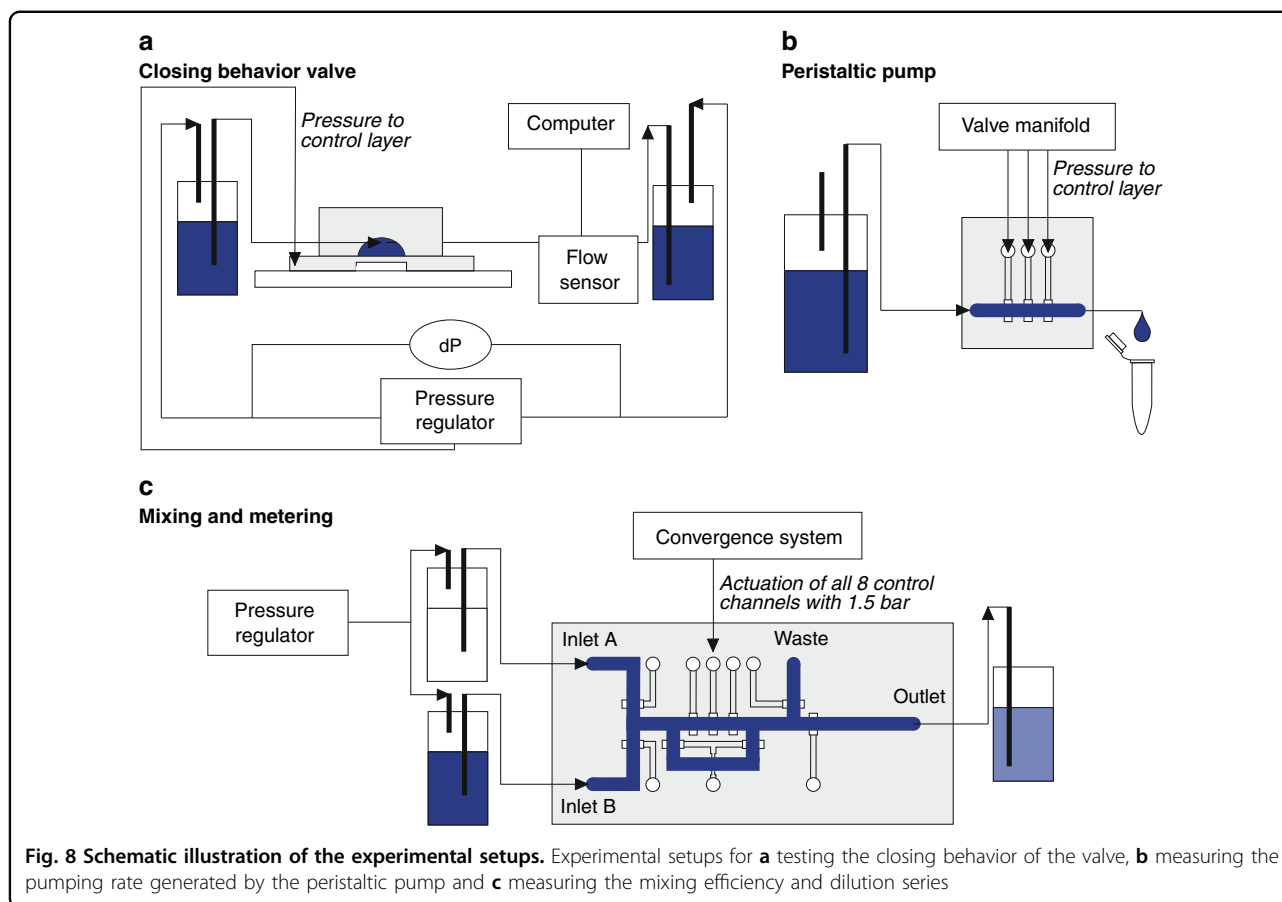 a
Closing behavior valve
Pressure to
control layer
Computer
Flow
sensor
dP
Pressure
regulator
b
Peristaltic pump
Valve manifold
Pressure to
control layer
c
Mixing and metering
Convergence system
Actuation of all 8 control
channels with 1.5 bar
Pressure
regulator
Inlet A
Waste
Outlet
Inlet B
Fig. 8 Schematic illustration of the experimental setups. Experimental setups for a testing the closing behavior of the valve, b measuring the
pumping rate generated by the peristaltic pump and c measuring the mixing efficiency and dilution series